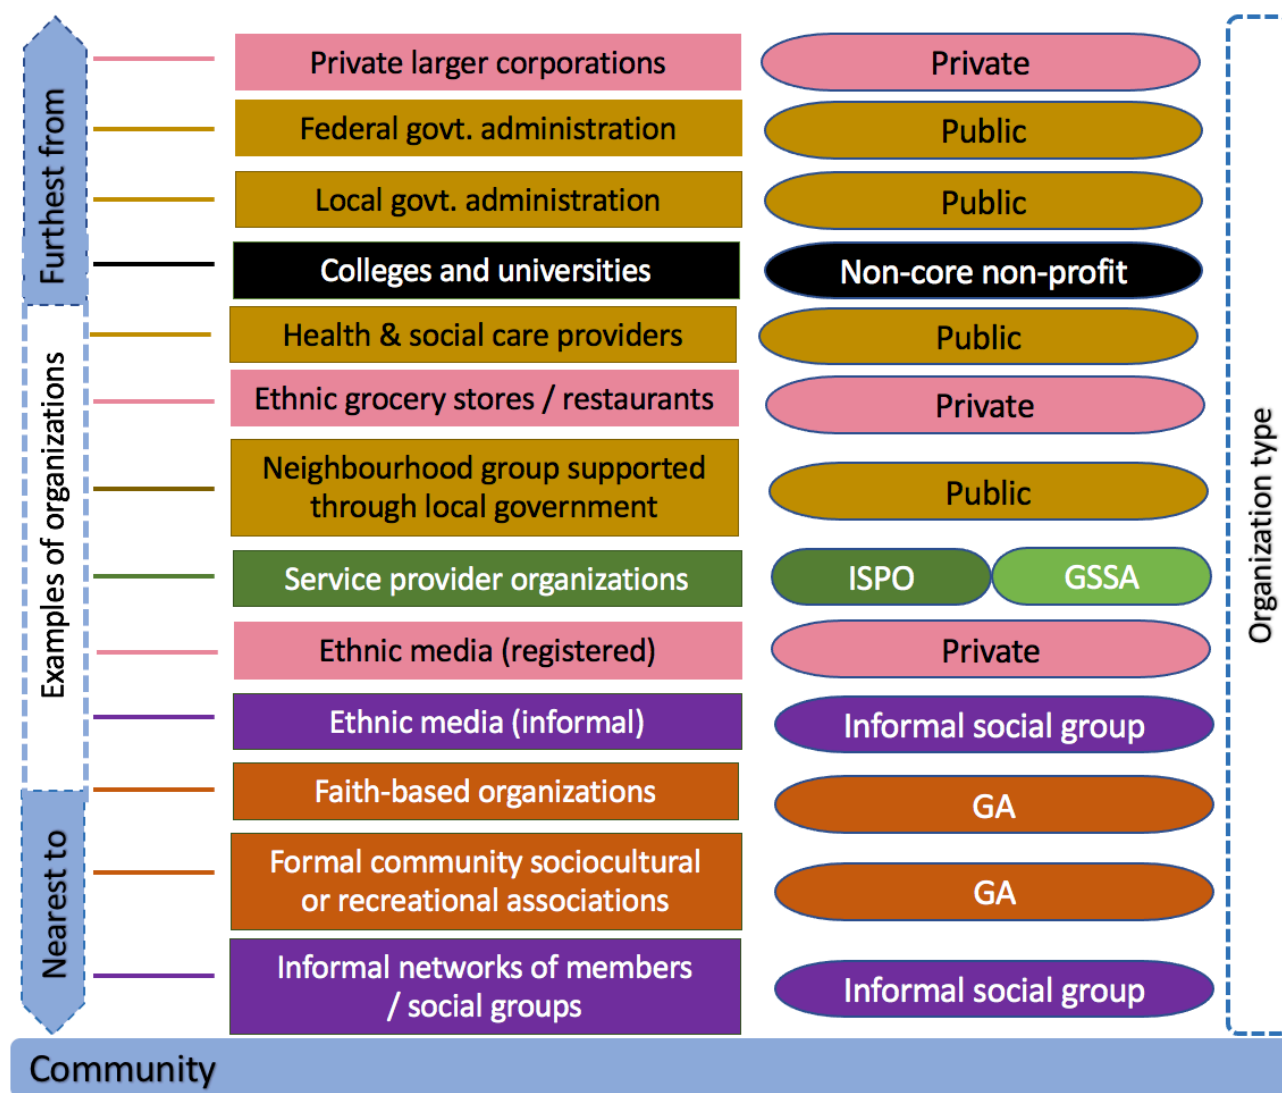 Furthest from
Examples of organizations
Nearest to
Private larger corporations
Private
Federal govt. administration
Public
Local govt. administration
Public
Colleges and universities
Non-core non-profit
Health & social care providers
Public
Ethnic grocery stores / restaurants
Private
Neighbourhood group supported
through local government
Public
Service provider organizations
ISPO
GSSA
Ethnic media (registered)
Private
Ethnic media (informal)
Informal social group
Faith-based organizations
GA
Formal community sociocultural
or recreational associations
GA
Informal networks of members
/ social groups
Informal social group
Organization type
Community